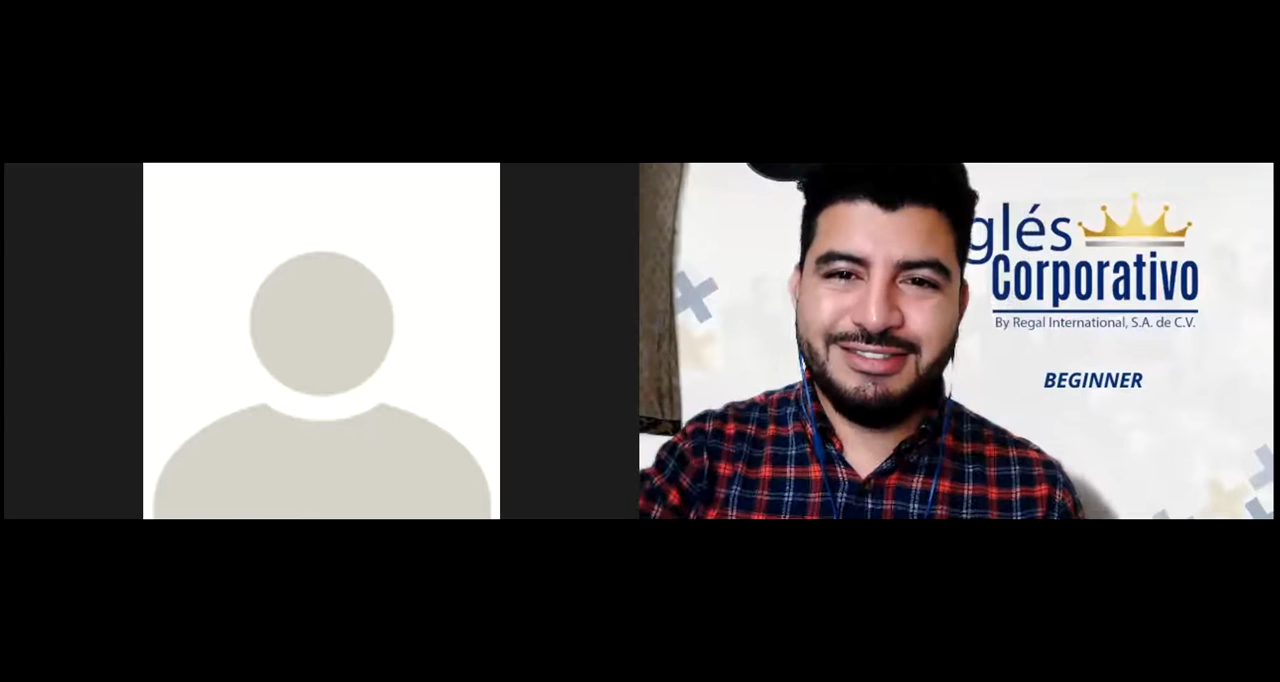 glés
Corporativo
By Regal International, S.A. de C.V.
BEGINNER